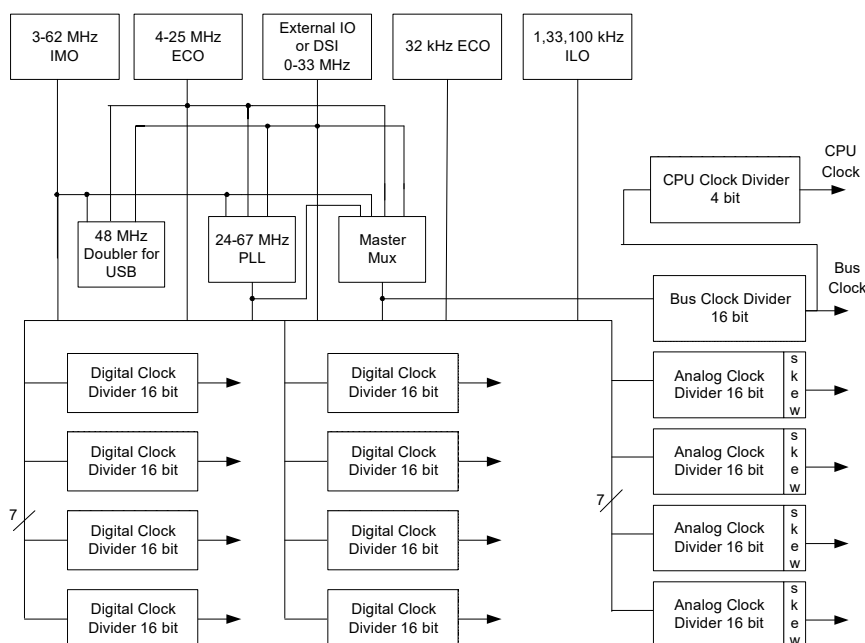 3-62 MHz
IMO
4-25 MHz
ECO
External IO
or DSI
0-33 MHz
32 kHz ECO
1,33,100 kHz
ILO
CPU
Clock
CPU Clock Divider
4 bit
48 MHz
Doubler for
USB
24-67 MHz
PLL
Master
Mux
Bus
Clock
Bus Clock Divider
16 bit
Digital Clock
Divider 16 bit
Digital Clock
Divider 16 bit
Analog Clock
Divider 16 bit
s
k
e
w
Digital Clock
Divider 16 bit
Digital Clock
Divider 16 bit
Analog Clock
Divider 16 bit
s
k
e
w
7
7
Digital Clock
Divider 16 bit
Digital Clock
Divider 16 bit
Analog Clock
Divider 16 bit
s
k
e
w
Digital Clock
Divider 16 bit
Digital Clock
Divider 16 bit
Analog Clock
Divider 16 bit
s
k
e
w